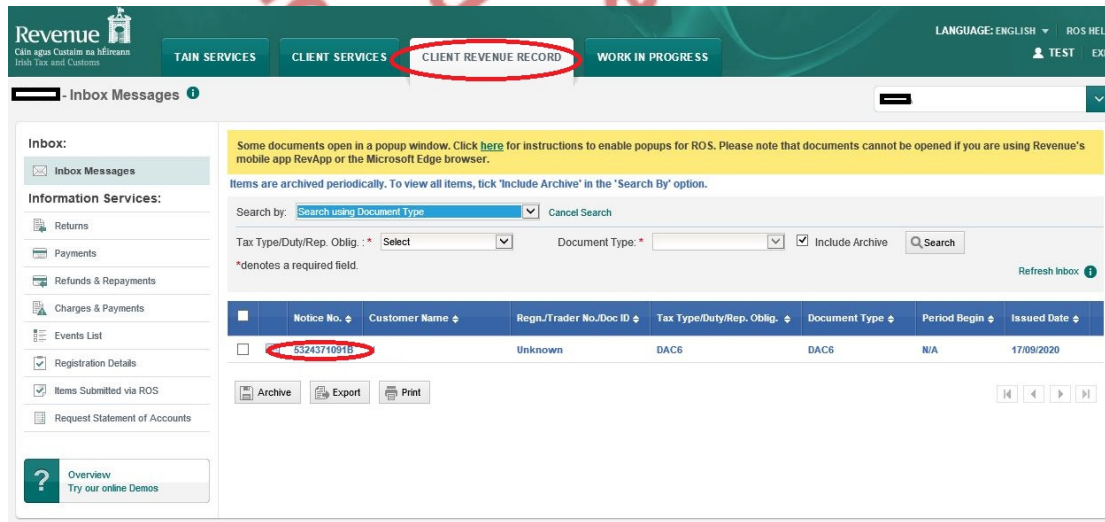 Revenue
Cáin agus Custaim na hÉireann
Irish Tax and Customs
LANGUAGE: ENGLISH ROS HEL
TEST EXI
TAIN SERVICES CLIENT SERVICES CLIENT REVENUE RECORD WORK IN PROGRESS
- Inbox Messages
Inbox:
Inbox Messages
Information Services:
Returns
Payments
Refunds & Repayments
Charges & Payments
Events List
Registration Details
Items Submitted via ROS
Request Statement of Accounts
Overview
Try our online Demos
Some documents open in a popup window. Click here for instructions to enable popups for ROS. Please note that documents cannot be opened if you are using Revenue's
mobile app RevApp or the Microsoft Edge browser.
Items are archived periodically. To view all items, tick 'Include Archive' in the 'Search By' option.
Search by: Search using Document Type Cancel Search
Tax Type/Duty/Rep. Oblig. : * Select Document Type: * Include Archive Search
*denotes a required field.
Refresh Inbox
Notice No. Customer Name Regn./Trader No./Doc ID Tax Type/Duty/Rep. Oblig. Document Type Period Begin Issued Date
5324371091B Unknown DAC6 DAC6 N/A 17/09/2020
Archive Export Print